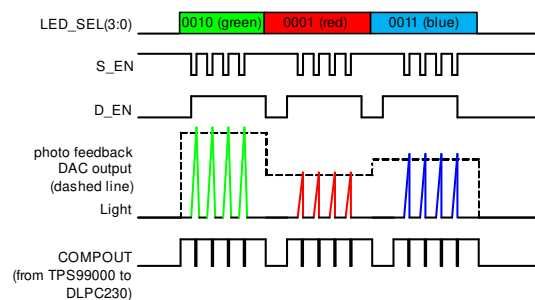 LED_SEL(3:0)
0010 (green)
0001 (red)
0011 (blue)
S_EN
D_EN
photo feedback
DAC output
(dashed line)
Light
COMPOUT
(from TPS99000 to
DLPC230)